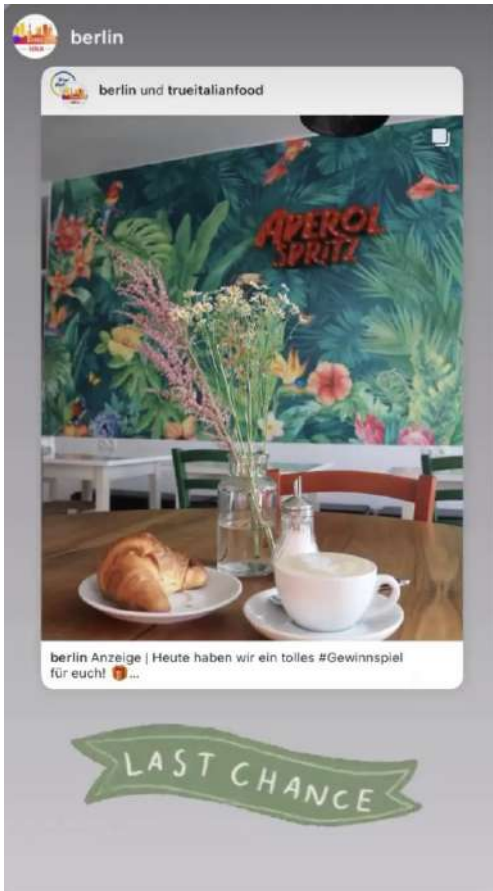 berlin
berlin und trueitalianfood
APEROL
SPRITZ
berlin Anzeige | Heute haben wir ein tolles #Gewinnspiel
für euch! 🎁...
LAST CHANCE